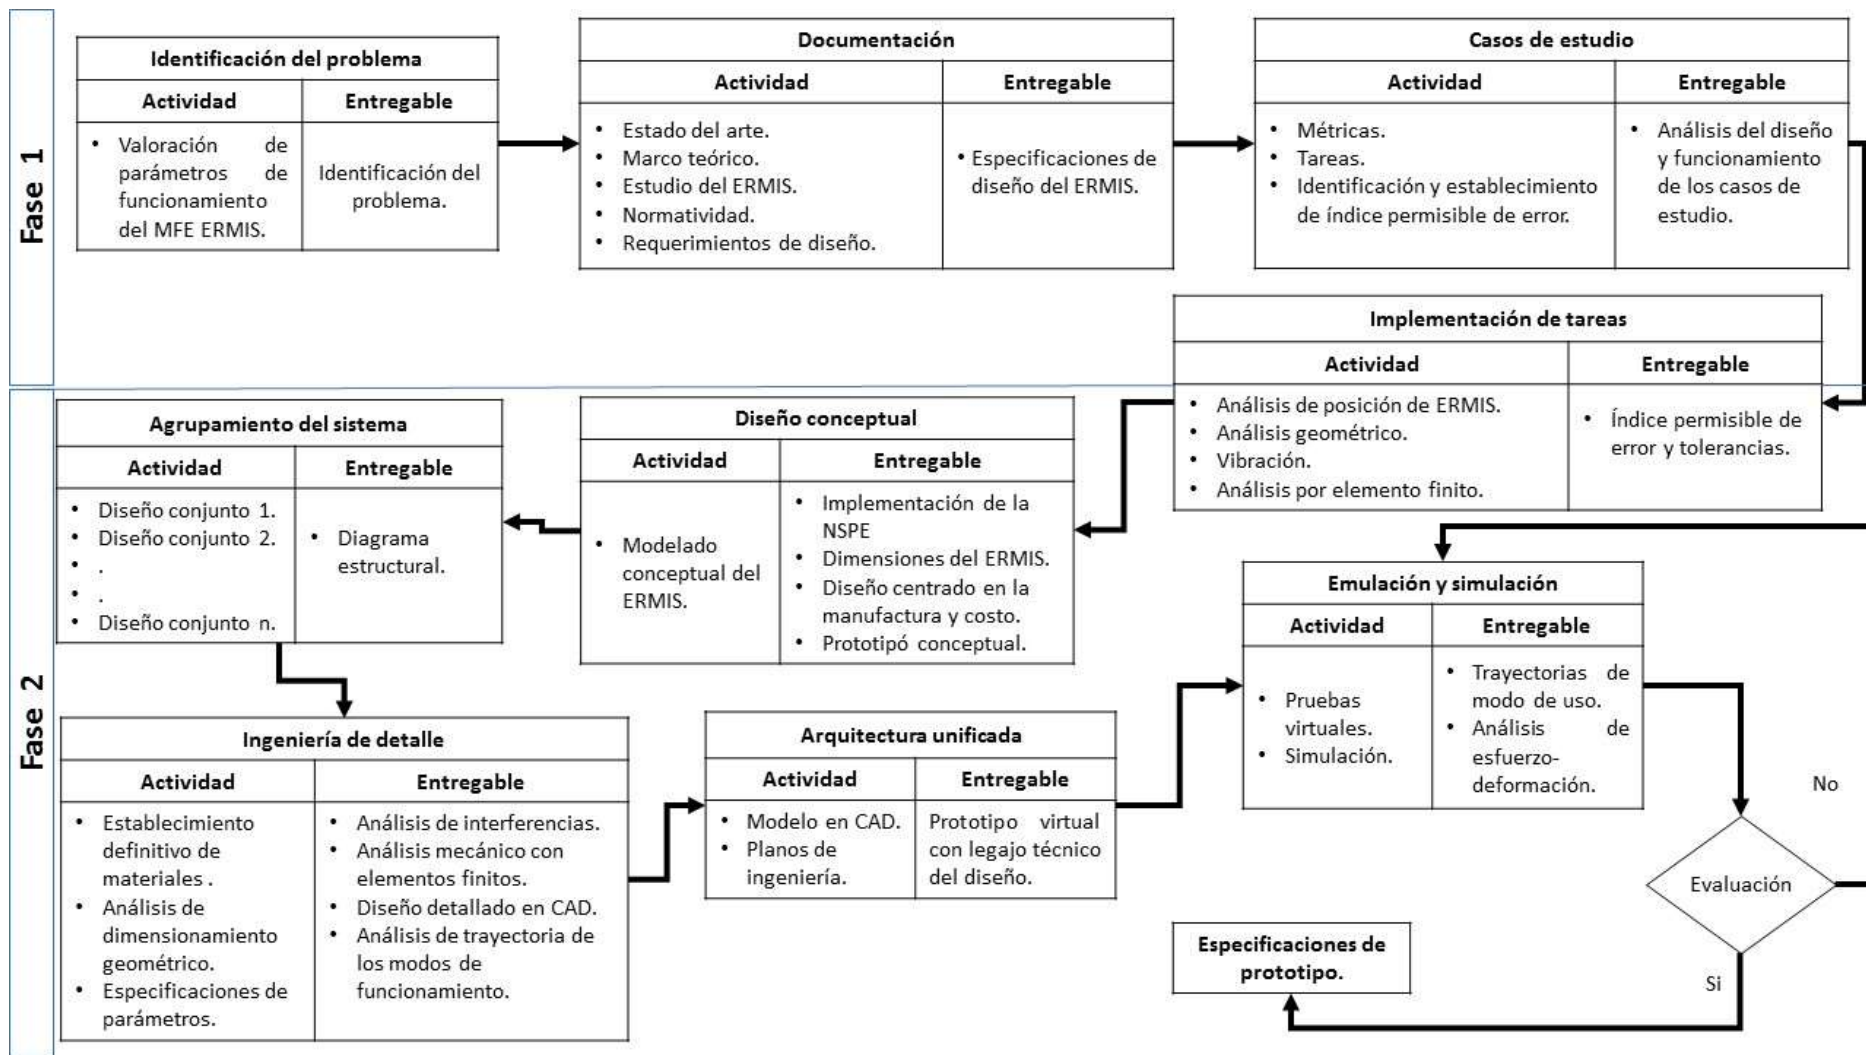 Fase 1
Identificación del problema
Actividad
Entregable
• Valoración de
parámetros de
funcionamiento
del MFE ERMIS.
Identificación del
problema.
Documentación
Actividad
Entregable
• Estado del arte.
• Marco teórico.
• Estudio del ERMIS.
• Normatividad.
• Requerimientos de diseño.
• Especificaciones de
diseño del ERMIS.
Casos de estudio
Actividad
Entregable
• Métricas.
• Tareas.
• Identificación y establecimiento
de índice permisible de error.
• Análisis del diseño
y funcionamiento
de los casos de
estudio.
Implementación de tareas
Actividad
Entregable
• Análisis de posición de ERMIS.
• Análisis geométrico.
• Vibración.
• Análisis por elemento finito.
• Índice permisible de
error y tolerancias.
Fase 2
Diseño conceptual
Actividad
Entregable
• Modelado
conceptual del
ERMIS.
• Implementación de la
NSPE
• Dimensiones del ERMIS.
• Diseño centrado en la
manufactura y costo.
• Prototipó conceptual.
Agrupamiento del sistema
Actividad
Entregable
• Diseño conjunto 1.
• Diseño conjunto 2.
• .
• .
• Diseño conjunto n.
• Diagrama
estructural.
Ingeniería de detalle
Actividad
Entregable
• Establecimiento
definitivo de
materiales .
• Análisis de
dimensionamiento
geométrico.
• Especificaciones de
parámetros.
• Análisis de interferencias.
• Análisis mecánico con
elementos finitos.
• Diseño detallado en CAD.
• Análisis de trayectoria de
los modos de
funcionamiento.
Arquitectura unificada
Actividad
Entregable
• Modelo en CAD.
• Planos de
ingeniería.
Prototipo virtual
con legajo técnico
del diseño.
Emulación y simulación
Actividad
Entregable
• Pruebas
virtuales.
• Simulación.
• Trayectorias de
modo de uso.
• Análisis de
esfuerzo-
deformación.
No
Evaluación
Si
Especificaciones de
prototipo.